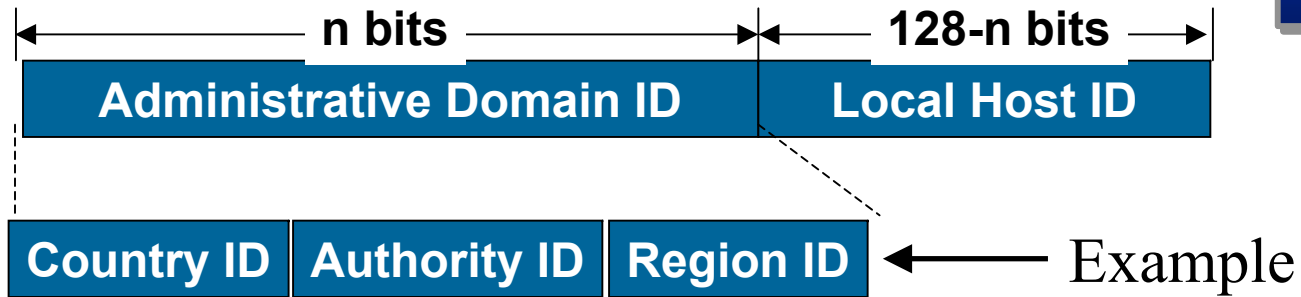 n bits 128-n bits
Administrative Domain ID Local Host ID
Country ID Authority ID Region ID Example